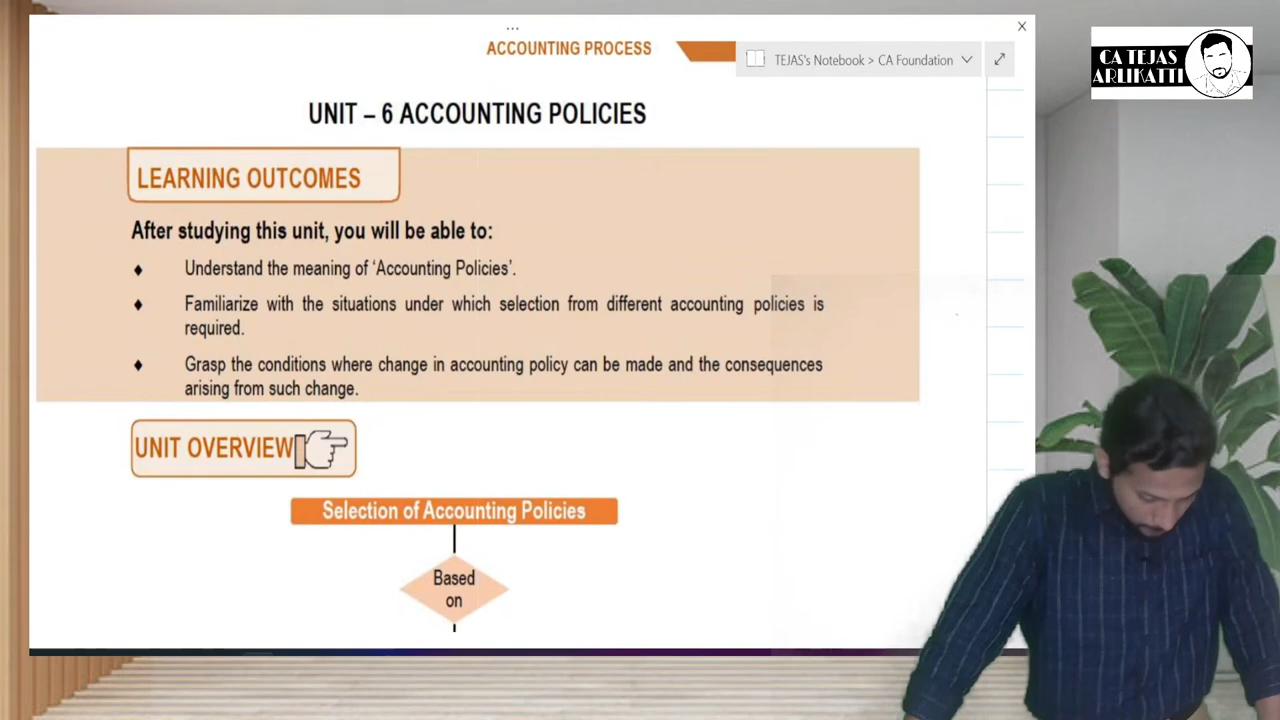 ...
X
ACCOUNTING PROCESS
TEJAS's Notebook > CA Foundation
CA TEJAS
ARLIKATTI
UNIT – 6 ACCOUNTING POLICIES
LEARNING OUTCOMES
After studying this unit, you will be able to:
♦ Understand the meaning of ‘Accounting Policies’.
♦ Familiarize with the situations under which selection from different accounting policies is
required.
♦ Grasp the conditions where change in accounting policy can be made and the consequences
arising from such change.
UNIT OVERVIEW
Selection of Accounting Policies
Based
on